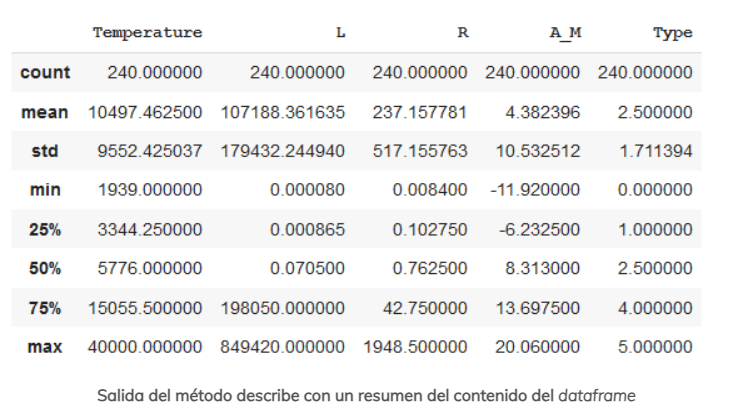 Temperature L R A_M Type
count 240.000000 240.000000 240.000000 240.000000 240.000000
mean 10497.462500 107188.361635 237.157781 4.382396 2.500000
std 9552.425037 179432.244940 517.155763 10.532512 1.711394
min 1939.000000 0.000080 0.008400 -11.920000 0.000000
25% 3344.250000 0.000865 0.102750 -6.232500 1.000000
50% 5776.000000 0.070500 0.762500 8.313000 2.500000
75% 15055.500000 198050.000000 42.750000 13.697500 4.000000
max 40000.000000 849420.000000 1948.500000 20.060000 5.000000
Salida del método describe con un resumen del contenido del dataframe